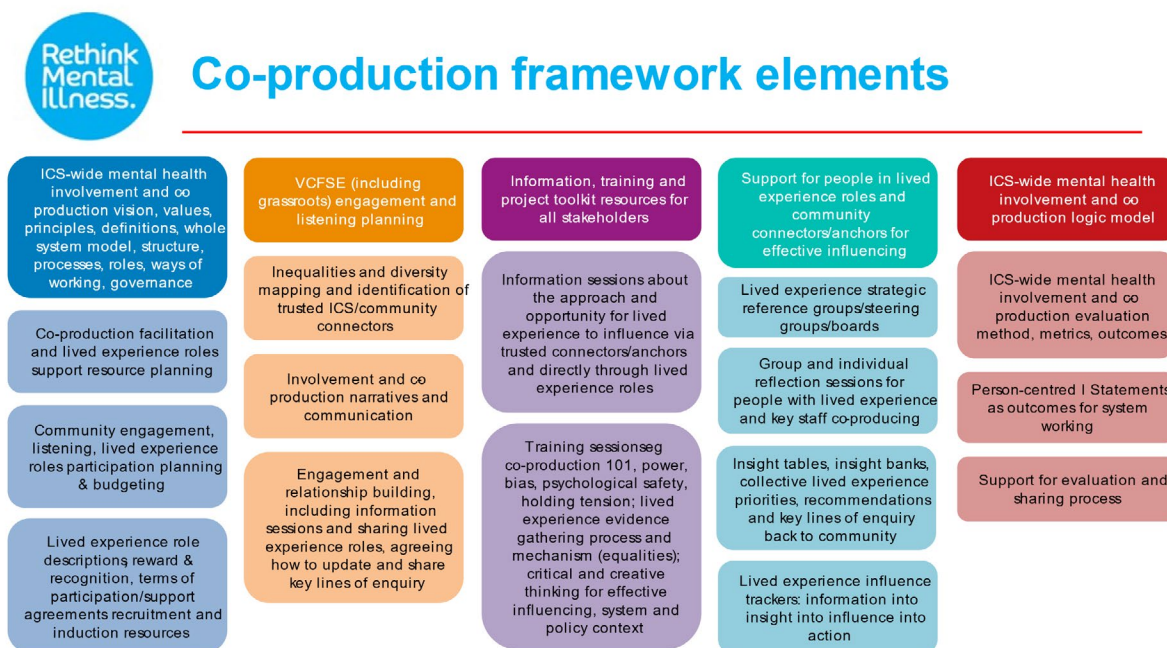 Rethink
Mental
Illness.
Co-production framework elements
ICS-wide mental health
involvement and co
production vision, values,
principles, definitions, whole
system model, structure,
processes, roles, ways of
working, governance
Co-production facilitation
and lived experience roles
support resource planning
Community engagement,
listening, lived experience
roles participation planning
& budgeting
Lived experience role
descriptions, reward &
recognition, terms of
participation/support
agreements recruitment and
induction resources
VCFSE (including
grassroots) engagement and
listening planning
Inequalities and diversity
mapping and identification of
trusted ICS/community
connectors
Involvement and co
production narratives and
communication
Engagement and
relationship building,
including information
sessions and sharing lived
experience roles, agreeing
how to update and share
key lines of enquiry
Information, training and
project toolkit resources for
all stakeholders
Information sessions about
the approach and
opportunity for lived
experience to influence via
trusted connectors/anchors
and directly through lived
experience roles
Training sessionseg
co-production 101, power,
bias, psychological safety,
holding tension; lived
experience evidence
gathering process and
mechanism (equalities);
critical and creative
thinking for effective
influencing, system and
policy context
Support for people in lived
experience roles and
community
connectors/anchors for
effective influencing
Lived experience strategic
reference groups/steering
groups/boards
Group and individual
reflection sessions for
people with lived experience
and key staff co-producing
Insight tables, insight banks,
collective lived experience
priorities, recommendations
and key lines of enquiry
back to community
Lived experience influence
trackers: information into
insight into influence into
action
ICS-wide mental health
involvement and co
production logic model
ICS-wide mental health
involvement and co
production evaluation
method, metrics, outcomes
Person-centred I Statements
as outcomes for system
working
Support for evaluation and
sharing process